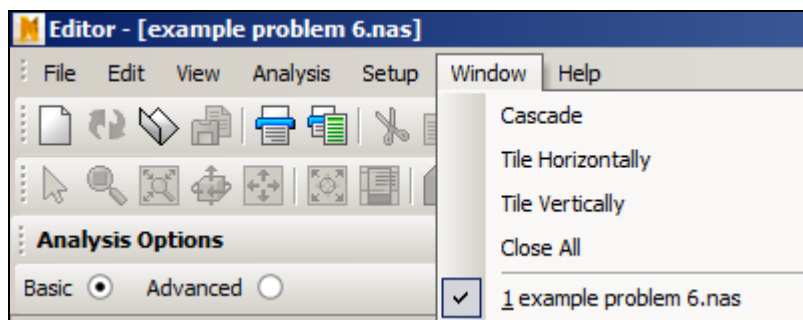 Editor - [example problem 6.nas]
File Edit View Analysis Setup Window Help
Cascade
Tile Horizontally
Tile Vertically
Close All
1 example problem 6.nas
Analysis Options
Basic Advanced